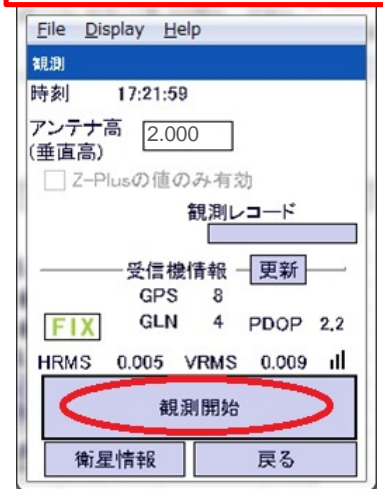 File Display Help
観測
時刻 17:21:59
アンテナ高 2.000
(垂直高)
Z-Plusの値のみ有効
観測レコード
受信機情報 更新
GPS 8
FIX GLN 4 PDOP 2.2
HRMS 0.005 VRMS 0.009
観測開始
衛星情報 戻る